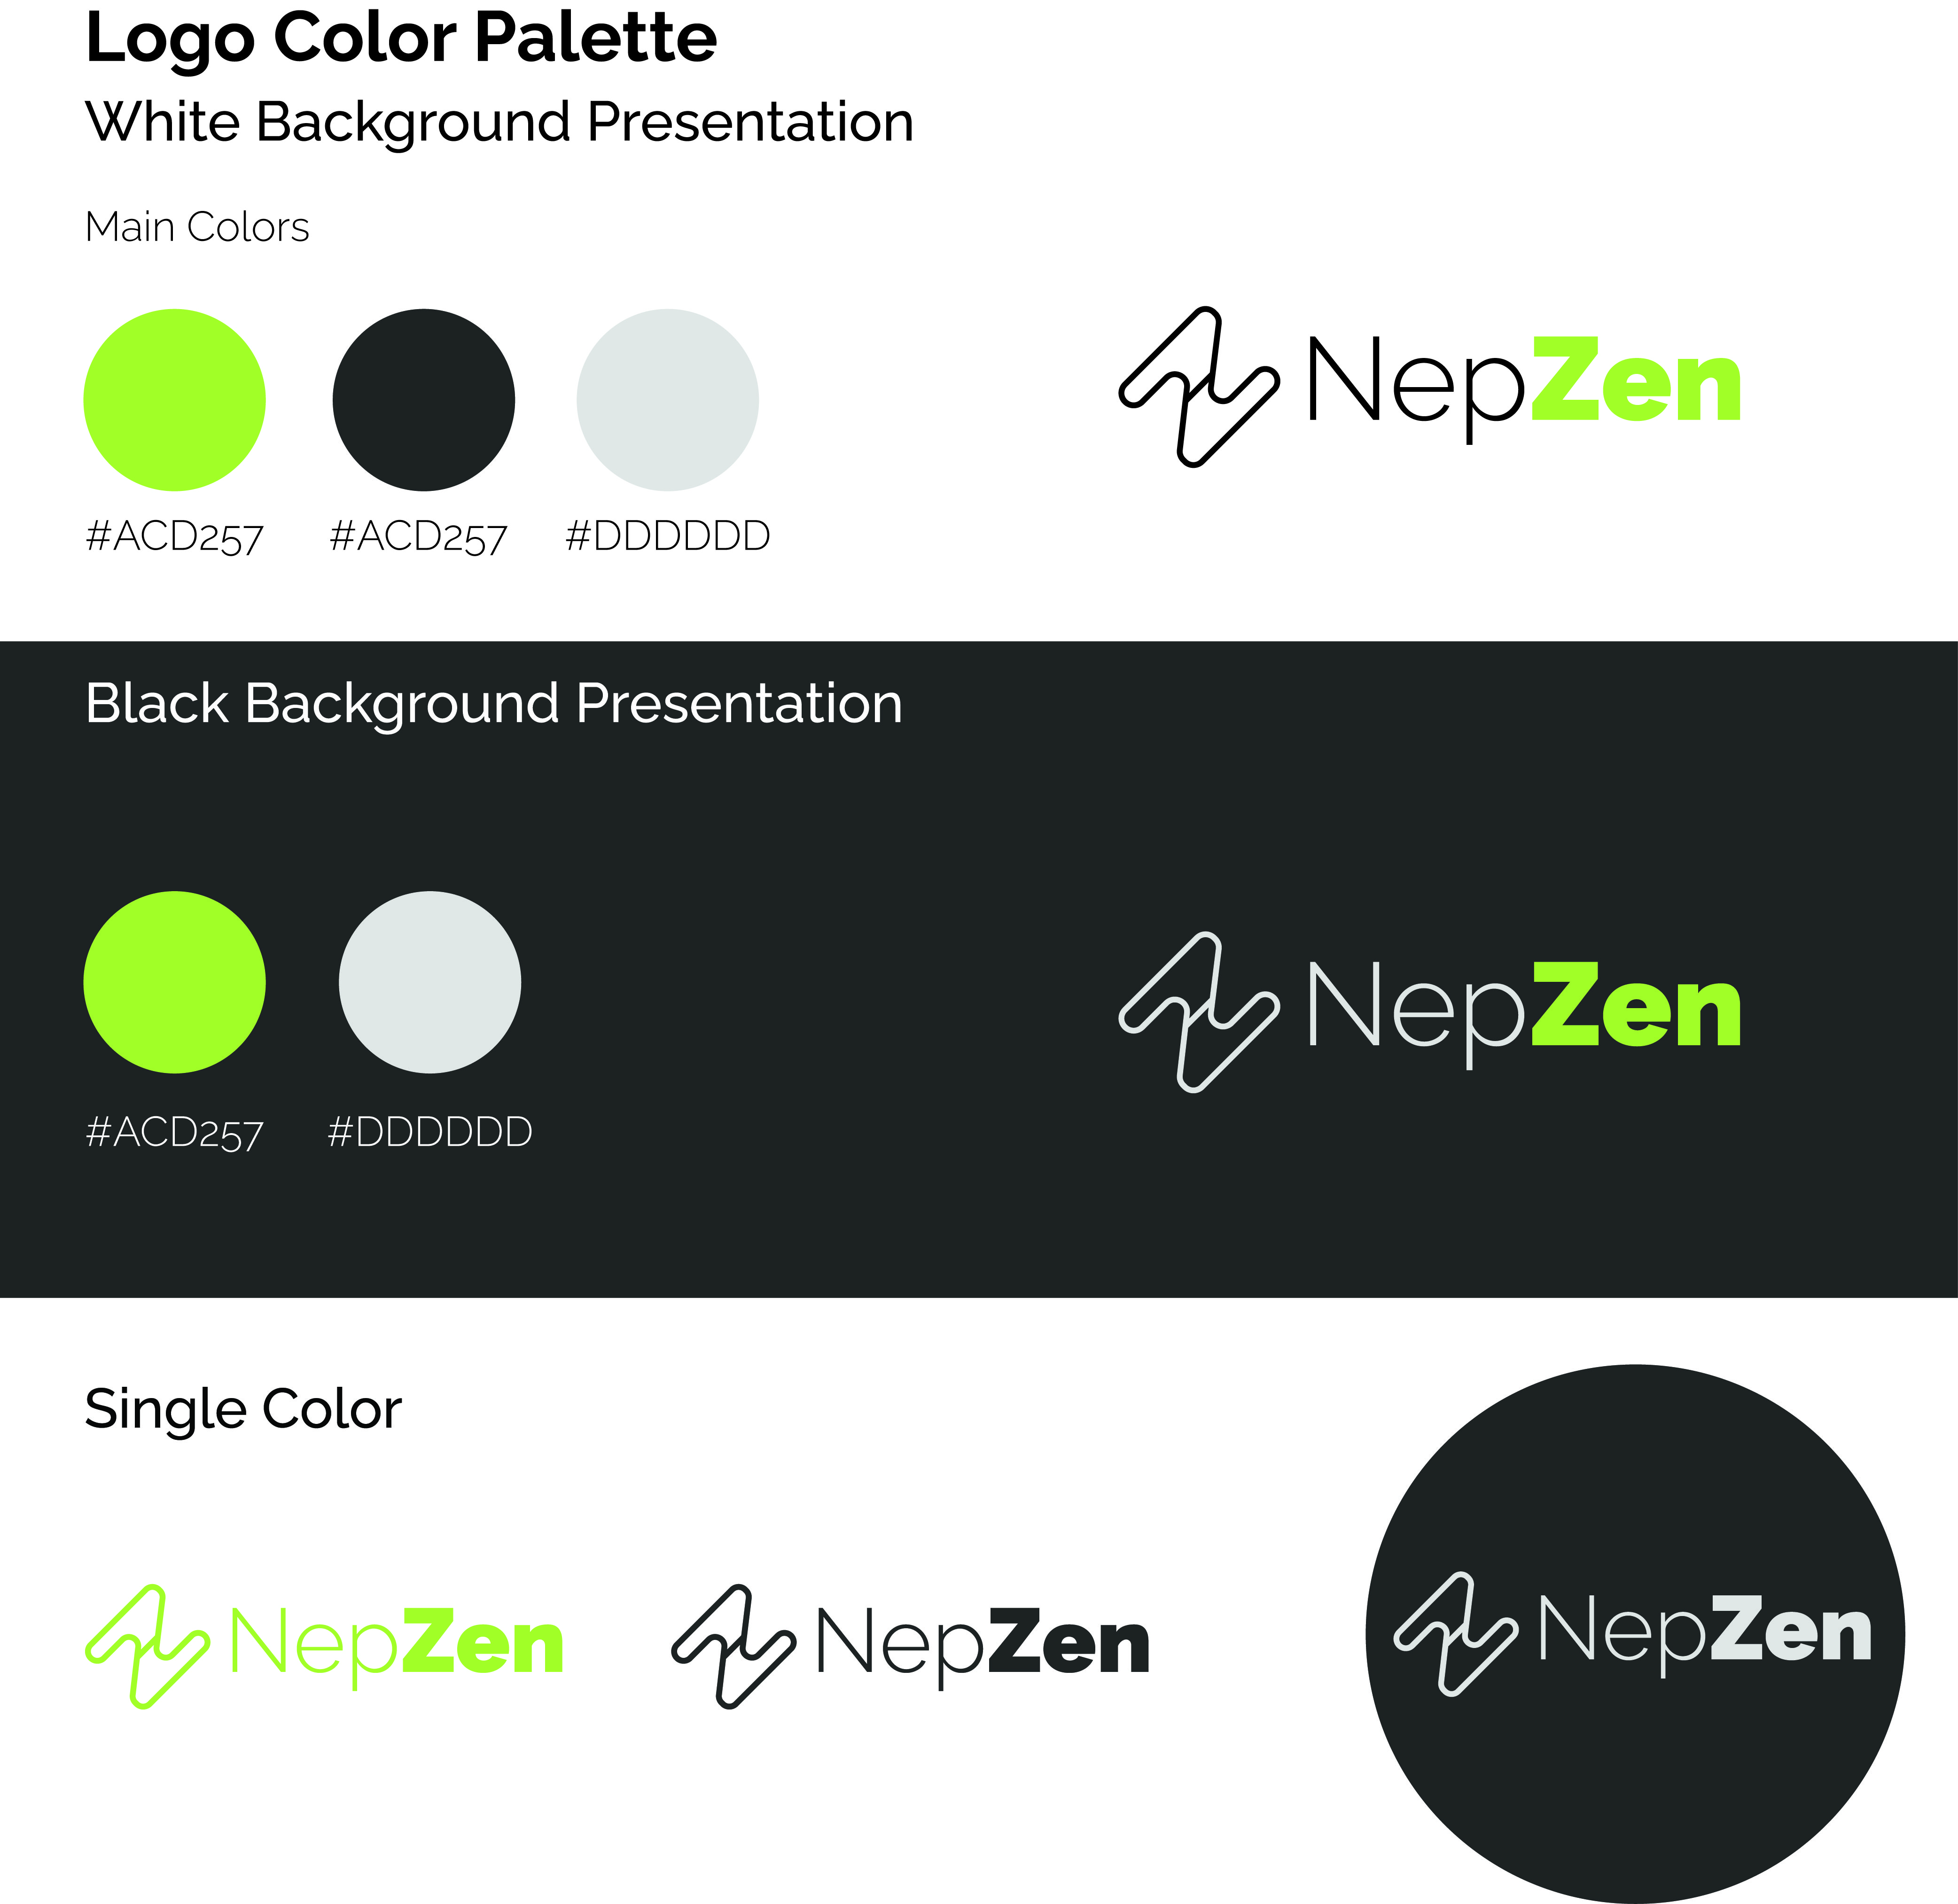 Logo Color Palette
White Background Presentation
Main Colors
NepZen
#ACD257 #ACD257 #DDDDDD
Black Background Presentation
NepZen
#ACD257 #DDDDDD
Single Color
NepZen NepZen NepZen